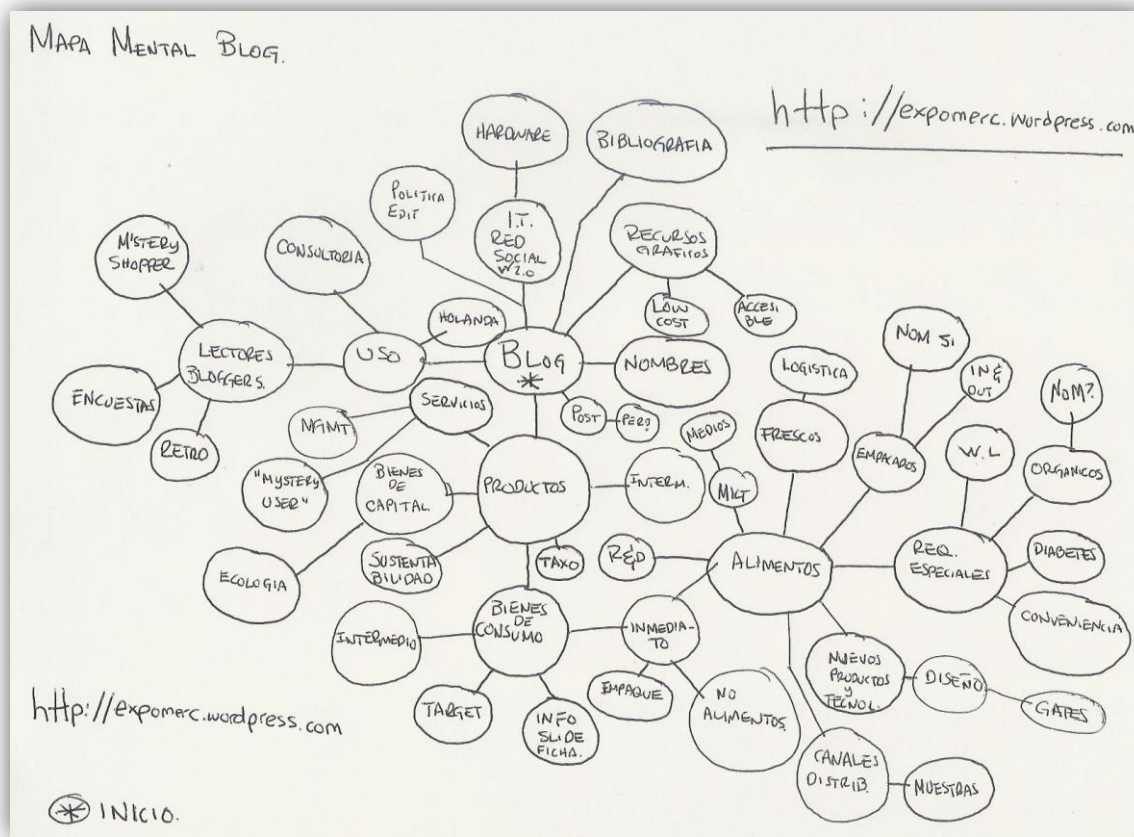 MAPA MENTAL BLOG.
http://expomerc.wordpress.com
HARDWARE
BIBLIOGRAFIA
POLITICA
EDIT
I.T.
RED
SOCIAL
W2.0
RECURSOS
GRAFICOS
MISTERY
SHOPPER
CONSULTORIA
HOLANDA
LOW
COST
ACCESI
BLE
LECTORES
BLOGGERS.
USO
BLOG
*
NOMBRES
LOGISTICA
NOM SI
IN &
OUT
NOM?
ENCUESTAS
RETRO
SERVICIOS
MGMT
POST
PER?
MEDIOS
FRESCOS
EMPACADOS
W.L
ORGANICOS
"MYSTERY
USER"
BIENES
DE
CAPITAL
PRODUCTOS
INTERM.
MKT
ECOLOGIA
SUSTENTA
BILIDAD
TAXO
R&D
ALIMENTOS
REQ.
ESPECIALES
DIABETES
CONVENIENCIA
INTERMEDIO
BIENES
DE
CONSUMO
INMEDIA-
TO
NUEVOS
PRODUCTOS
Y
TECNOL.
DISEÑO
GATES
TARGET
INFO
SLIDE
FICHA.
EMPAQUE
NO
ALIMENTOS.
CANALES
DISTRIB.
MUESTRAS
http://expomerc.wordpress.com
* INICIO.